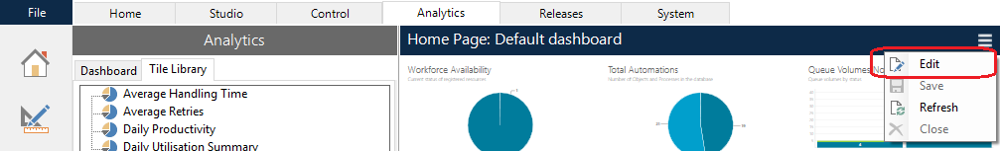 File
Home
Studio
Control
Analytics
Releases
System
Analytics
Home Page: Default dashboard
Dashboard
Tile Library
Average Handling Time
Average Retries
Daily Productivity
Daily Utilisation Summary
Workforce Availability
Current status of registered resources
Total Automations
Number of Objects and Processes in the database
Queue Volumes No
Queue volumes by status
Edit
Save
Refresh
Close